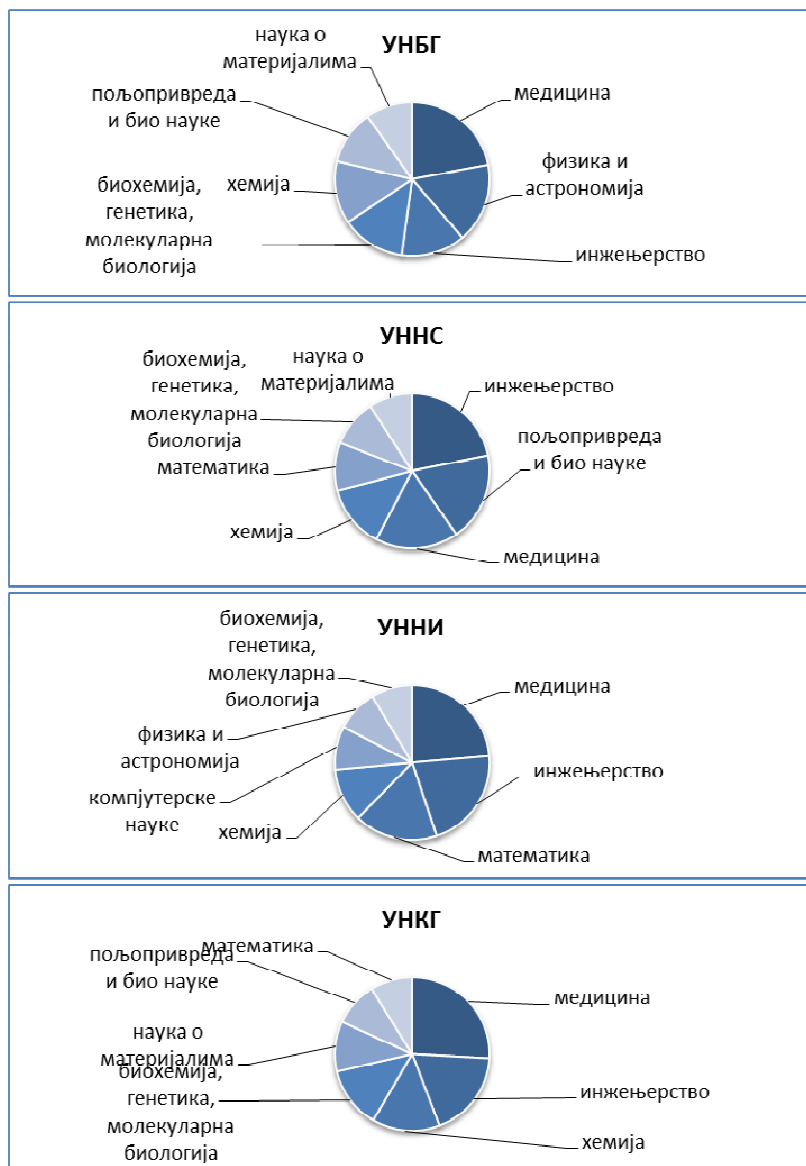 УНБГ
наука о
материјалима
медицина
пољопривреда
и био науке
физика и
астрономија
хемија
биохемија,
генетика,
молекуларна
биологија
инжењерство
УННС
биохемија,
генетика,
молекуларна
биологија
наука о
материјалима
инжењерство
пољопривреда
и био науке
математика
хемија
медицина
УННИ
биохемија,
генетика,
молекуларна
биологија
медицина
физика и
астрономија
инжењерство
компјутерске
науке
хемија
математика
УНКГ
математика
пољопривреда
и био науке
медицина
наука о
материјалима
биохемија,
генетика,
молекуларна
биологија
инжењерство
хемија